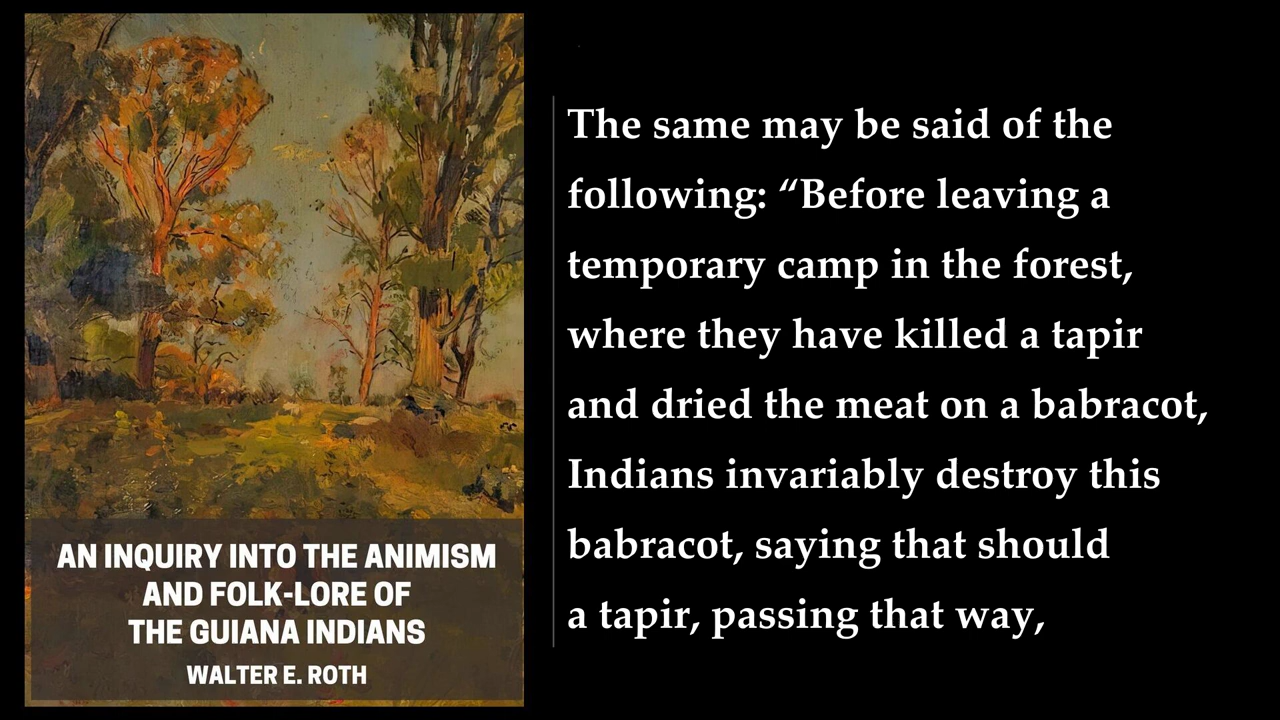 The same may be said of the
following: “Before leaving a
temporary camp in the forest,
where they have killed a tapir
and dried the meat on a babracot,
Indians invariably destroy this
babracot, saying that should
a tapir, passing that way,
AN INQUIRY INTO THE ANIMISM
AND FOLK-LORE OF
THE GUIANA INDIANS
WALTER E. ROTH